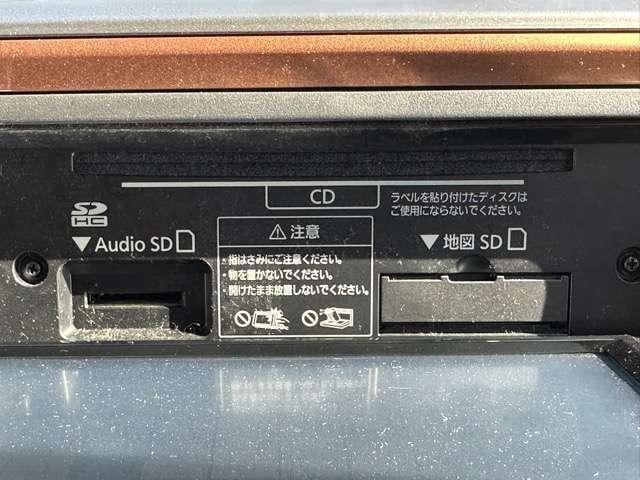 CD
ラベルを貼り付けたディスクは
ご使用にならないでください。
SD
HC
▼Audio SD
⚠注意
・指はさみにご注意ください。
・物を置かないでください。
・開けたまま放置しないでください。
▼地図 SD